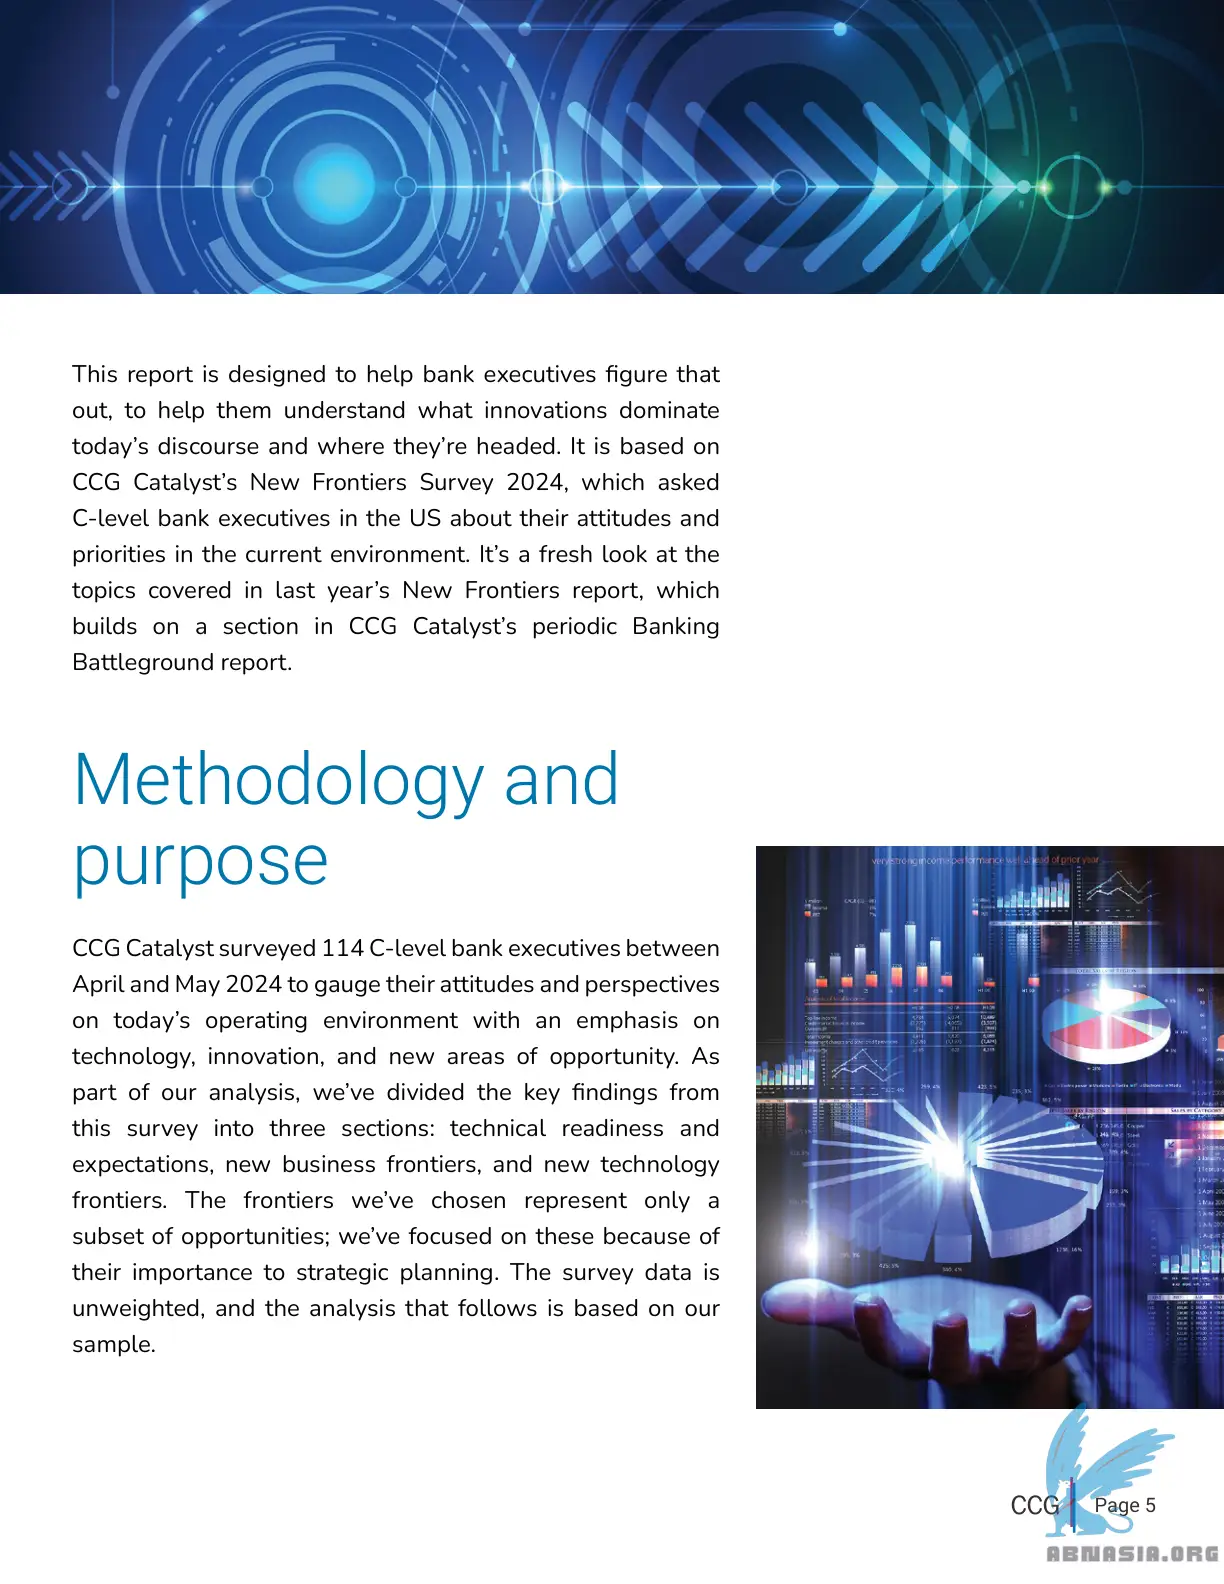 This report is designed to help bank executives figure that
out, to help them understand what innovations dominate
today's discourse and where they're headed. It is based on
CCG Catalyst's New Frontiers Survey 2024, which asked
C-level bank executives in the US about their attitudes and
priorities in the current environment. It's a fresh look at the
topics covered in last year's New Frontiers report, which
builds on a section in CCG Catalyst's periodic Banking
Battleground report.
Methodology and
purpose
CCG Catalyst surveyed 114 C-level bank executives between
April and May 2024 to gauge their attitudes and perspectives
on today's operating environment with an emphasis on
technology, innovation, and new areas of opportunity. As
part of our analysis, we've divided the key findings from
this survey into three sections: technical readiness and
expectations, new business frontiers, and new technology
frontiers. The frontiers we've chosen represent only a
subset of opportunities; we've focused on these because of
their importance to strategic planning. The survey data is
unweighted, and the analysis that follows is based on our
sample.
very strong income performance well ahead of prior year
CCG
Page 5
ABNASIA.ORG